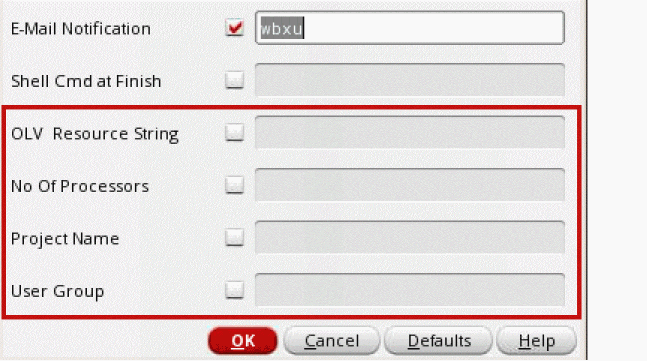 E-Mail Notification wbxu
Shell Cmd at Finish
OLV Resource String
No Of Processors
Project Name
User Group
OK Cancel Defaults Help